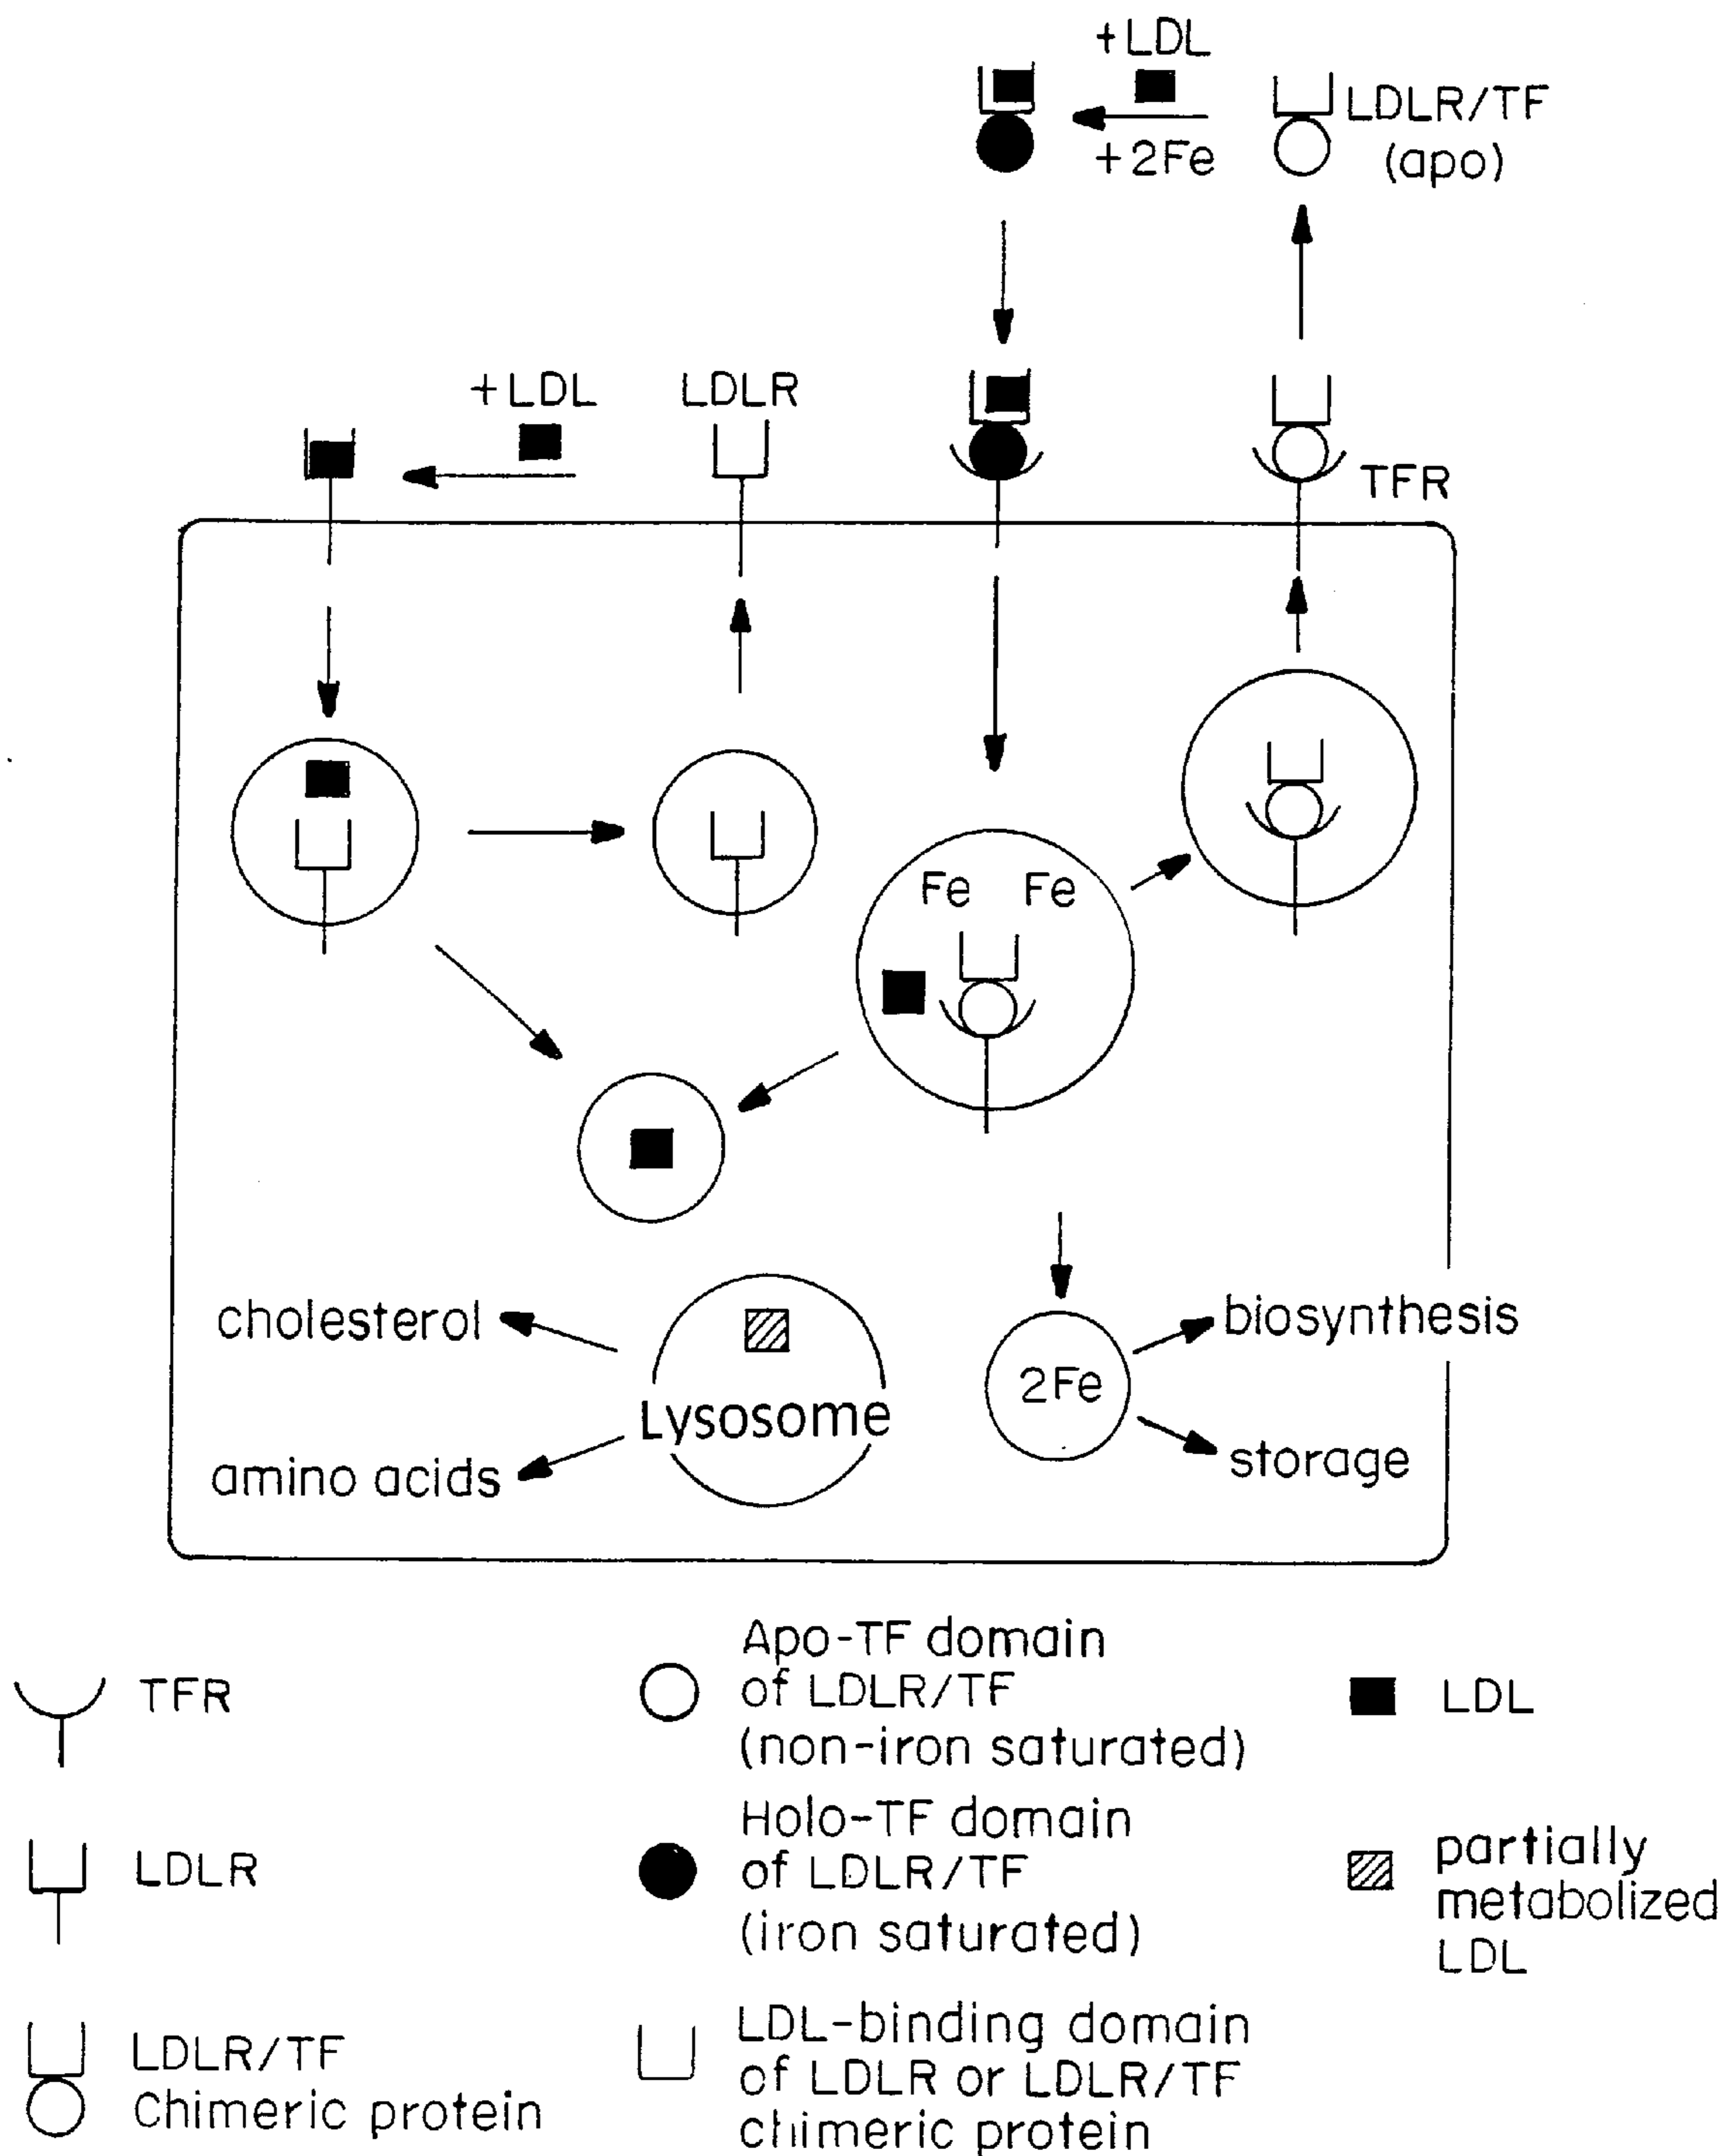 +LDL
+2Fe
LDLR/TF
(apo)
+LDL
LDLR
TFR
Fe Fe
cholesterol
Lysosome
amino acids
2Fe
biosynthesis
storage
TFR
LDLR
LDLR/TF
Chimeric protein
Apo-TF domain
of LDLR/TF
(non-iron saturated)
Holo-TF domain
of LDLR/TF
(iron saturated)
LDL-binding domain
of LDLR or LDLR/TF
chimeric protein
LDL
partially
metabolized
LDL